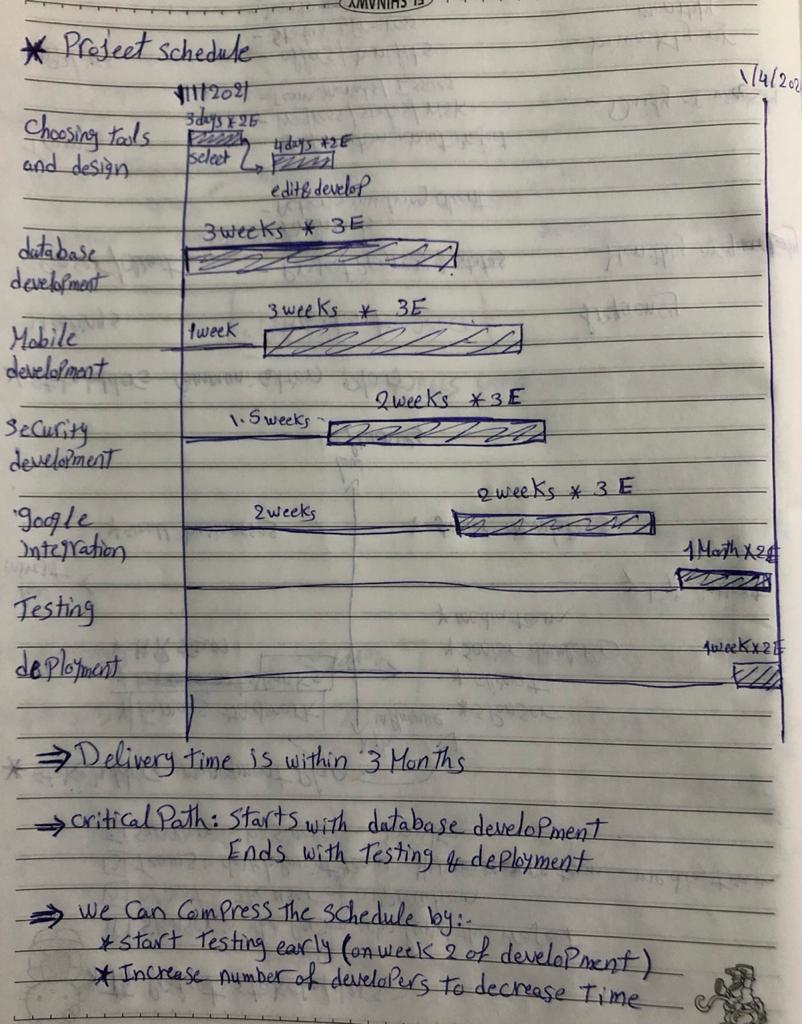 EL SHINAWY
* Project schedule
1/1/2021
1/4/202
3days * 2E
Choosing tools
and design
select
4days * 2E
edit & develop
3weeks * 3E
database
development
3weeks * 3E
1week
Mobile
development
2weeks * 3E
1.5weeks
Security
development
2weeks * 3E
2weeks
google
integration
1 Month x 2E
Testing
1week x 2E
deployment
⇒ Delivery time is within 3 Months
⇒ critical Path: Starts with database development
Ends with Testing & deployment
⇒ we can compress the schedule by:-
* start Testing early (on week 2 of development)
* Increase number of developers to decrease time